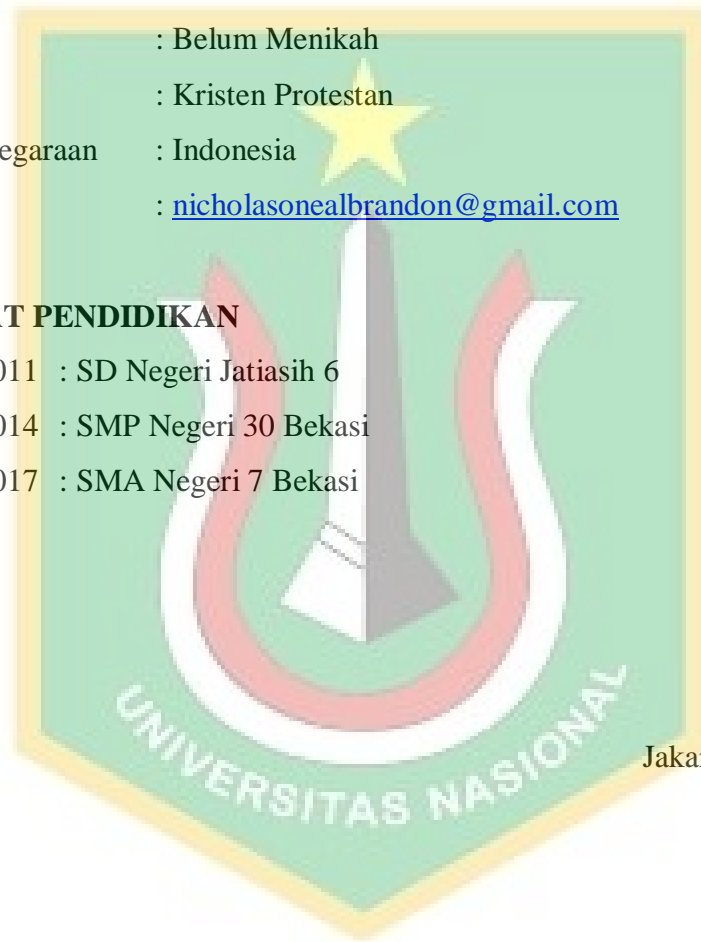 : Belum Menikah
: Kristen Protestan
egaraan : Indonesia
: nicholasonealbrandon@gmail.com
AT PENDIDIKAN
011 : SD Negeri Jatiasih 6
014 : SMP Negeri 30 Bekasi
017 : SMA Negeri 7 Bekasi
UNIVERSITAS NASIONAL
Jaka